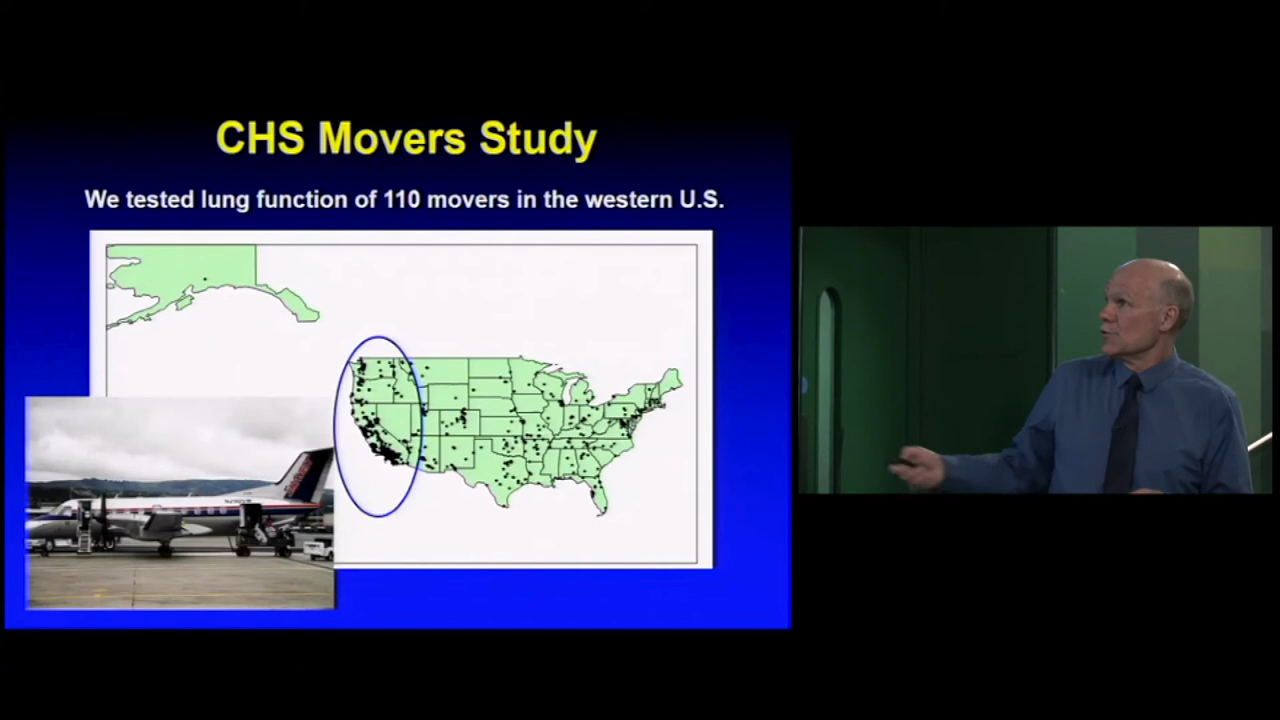 CHS Movers Study
We tested lung function of 110 movers in the western U.S.